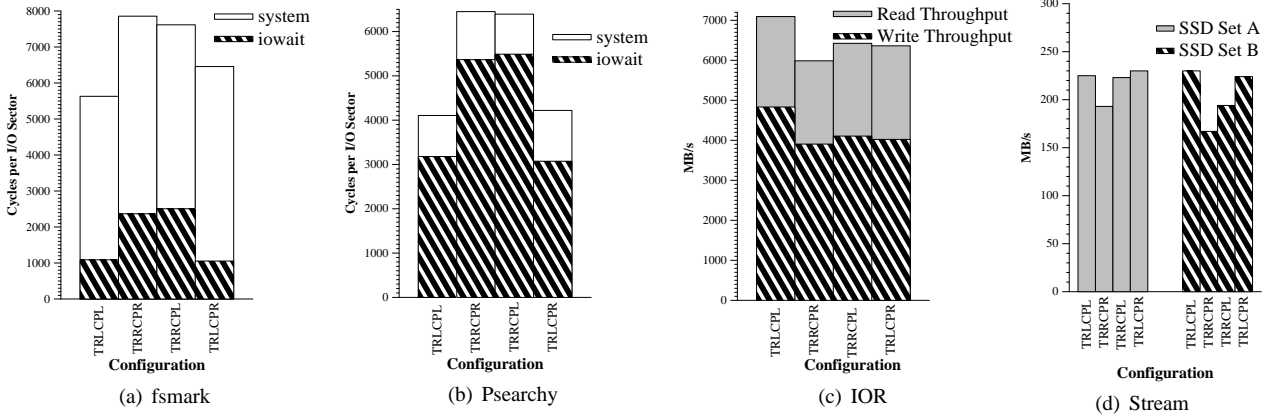 system
iowait
8000
7000
6000
5000
4000
3000
2000
1000
0
Cycles per I/O Sector
TRLCPL
TRRCPR
TRRCPL
TRLCPR
Configuration
(a) fsmark
system
iowait
6000
5000
4000
3000
2000
1000
0
Cycles per I/O Sector
TRLCPL
TRRCPR
TRRCPL
TRLCPR
Configuration
(b) Psearchy
Read Throughput
Write Throughput
7000
6000
5000
4000
3000
2000
1000
0
MB/s
TRLCPL
TRRCPR
TRRCPL
TRLCPR
Configuration
(c) IOR
SSD Set A
SSD Set B
300
250
200
150
100
50
0
MB/s
TRLCPL
TRRCPR
TRRCPL
TRLCPR
TRLCPL
TRRCPR
TRRCPL
TRLCPR
Configuration
(d) Stream